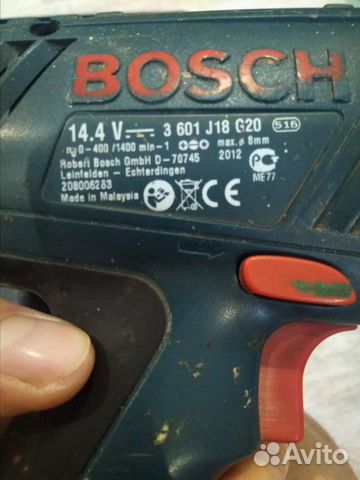 BOSCH
14.4 V 3 601 J18 G20 S16
n₀ 0-400 /1400 min-1 max. ø 8mm
Robert Bosch GmbH D-70745 2012
Leinfelden - Echterdingen ME77
208006283
Made in Malaysia
Avito